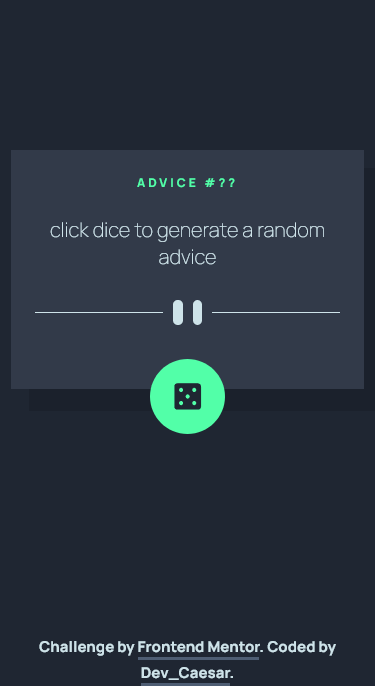 ADVICE #??
click dice to generate a random
advice
Challenge by Frontend Mentor. Coded by
Dev_Caesar.